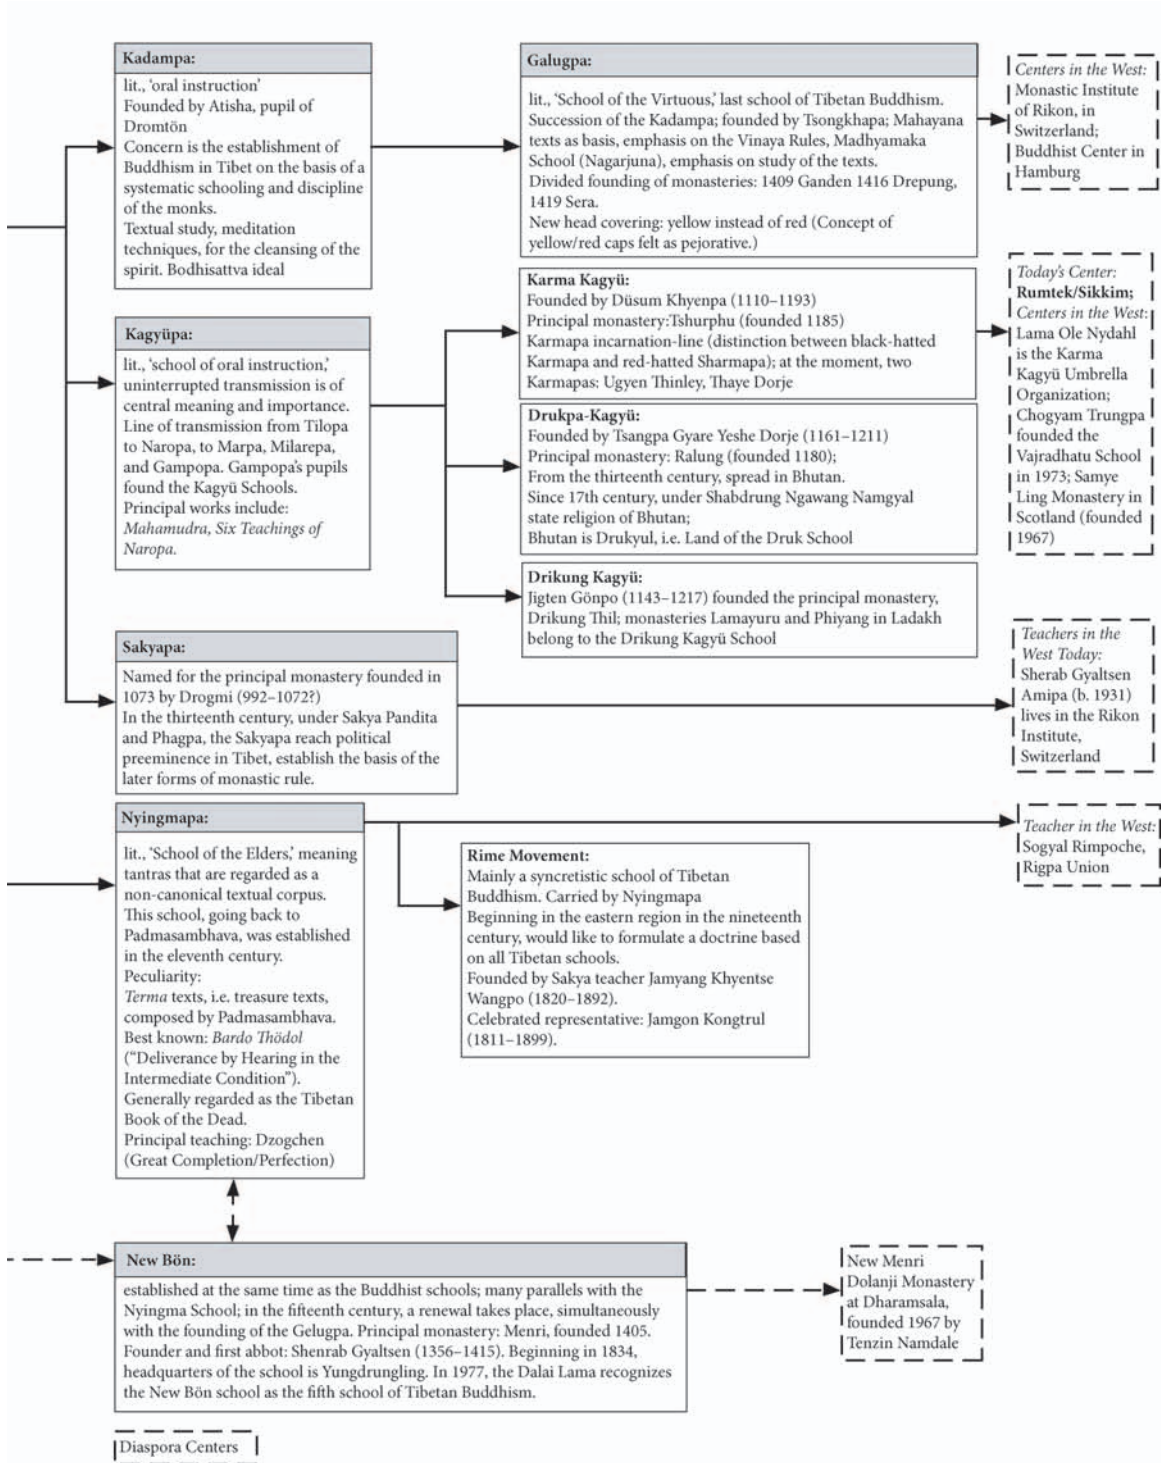 Kadampa:
lit., ‘oral instruction’
Founded by Atisha, pupil of
Dromtön
Concern is the establishment of
Buddhism in Tibet on the basis of a
systematic schooling and discipline
of the monks.
Textual study, meditation
techniques, for the cleansing of the
spirit. Bodhisattva ideal
Galugpa:
lit., ‘School of the Virtuous,’ last school of Tibetan Buddhism.
Succession of the Kadampa; founded by Tsongkhapa; Mahayana
texts as basis, emphasis on the Vinaya Rules, Madhyamaka
School (Nagarjuna), emphasis on study of the texts.
Divided founding of monasteries: 1409 Ganden 1416 Drepung,
1419 Sera.
New head covering: yellow instead of red (Concept of
yellow/red caps felt as pejorative.)
Centers in the West:
Monastic Institute
of Rikon, in
Switzerland;
Buddhist Center in
Hamburg
Kagyüpa:
lit., ‘school of oral instruction,’
uninterrupted transmission is of
central meaning and importance.
Line of transmission from Tilopa
to Naropa, to Marpa, Milarepa,
and Gampopa. Gampopa’s pupils
found the Kagyü Schools.
Principal works include:
Mahamudra, Six Teachings of
Naropa.
Karma Kagyü:
Founded by Düsum Khyenpa (1110–1193)
Principal monastery:Tshurphu (founded 1185)
Karmapa incarnation-line (distinction between black-hatted
Karmapa and red-hatted Sharmapa); at the moment, two
Karmapas: Ugyen Thinley, Thaye Dorje
Drukpa-Kagyü:
Founded by Tsangpa Gyare Yeshe Dorje (1161–1211)
Principal monastery: Ralung (founded 1180);
From the thirteenth century, spread in Bhutan.
Since 17th century, under Shabdrung Ngawang Namgyal
state religion of Bhutan;
Bhutan is Drukyul, i.e. Land of the Druk School
Drikung Kagyü:
Jigten Gönpo (1143–1217) founded the principal monastery,
Drikung Thil; monasteries Lamayuru and Phiyang in Ladakh
belong to the Drikung Kagyü School
Today’s Center:
Rumtek/Sikkim;
Centers in the West:
Lama Ole Nydahl
is the Karma
Kagyü Umbrella
Organization;
Chogyam Trungpa
founded the
Vajradhatu School
in 1973; Samye
Ling Monastery in
Scotland (founded
1967)
Sakyapa:
Named for the principal monastery founded in
1073 by Drogmi (992–1072?)
In the thirteenth century, under Sakya Pandita
and Phagpa, the Sakyapa reach political
preeminence in Tibet, establish the basis of the
later forms of monastic rule.
Teachers in the
West Today:
Sherab Gyaltsen
Amipa (b. 1931)
lives in the Rikon
Institute,
Switzerland
Nyingmapa:
lit., ‘School of the Elders,’ meaning
tantras that are regarded as a
non-canonical textual corpus.
This school, going back to
Padmasambhava, was established
in the eleventh century.
Peculiarity:
Terma texts, i.e. treasure texts,
composed by Padmasambhava.
Best known: Bardo Thödol
(“Deliverance by Hearing in the
Intermediate Condition”).
Generally regarded as the Tibetan
Book of the Dead.
Principal teaching: Dzogchen
(Great Completion/Perfection)
Rime Movement:
Mainly a syncretistic school of Tibetan
Buddhism. Carried by Nyingmapa
Beginning in the eastern region in the nineteenth
century, would like to formulate a doctrine based
on all Tibetan schools.
Founded by Sakya teacher Jamyang Khyentse
Wangpo (1820–1892).
Celebrated representative: Jamgon Kongtrul
(1811–1899).
Teacher in the West:
Sogyal Rimpoche,
Rigpa Union
New Bön:
established at the same time as the Buddhist schools; many parallels with the
Nyingma School; in the fifteenth century, a renewal takes place, simultaneously
with the founding of the Gelugpa. Principal monastery: Menri, founded 1405.
Founder and first abbot: Shenrab Gyaltsen (1356–1415). Beginning in 1834,
headquarters of the school is Yungdrungling. In 1977, the Dalai Lama recognizes
the New Bön school as the fifth school of Tibetan Buddhism.
New Menri
Dolanji Monastery
at Dharamsala,
founded 1967 by
Tenzin Namdale
Diaspora Centers